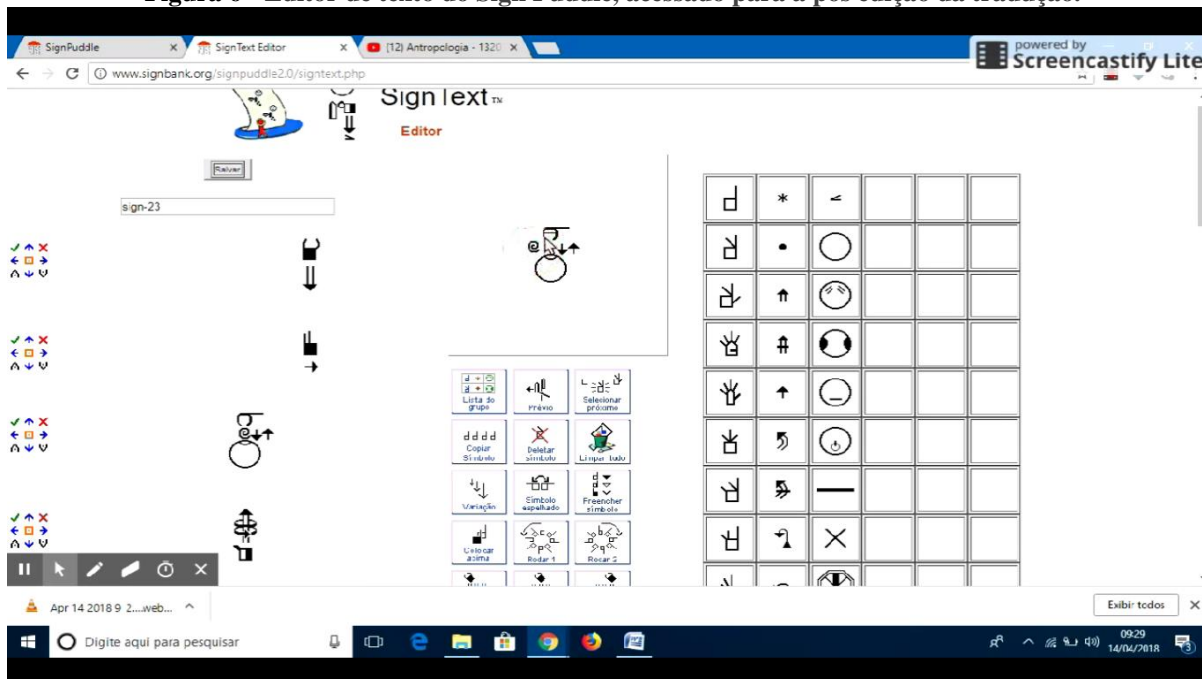 Figura 6 - Editor de texto do Sign Puddle, acessado para a pós-edição da tradução.
SignPuddle
SignText Editor
(12) Antropologia - 1320
powered by
Screencastify Lite
www.signbank.org/signpuddle2.0/signtext.php
SignText™
Editor
Salvar
sign-23
Lista do grupo
Prévio
Selecionar próximo
Copiar Símbolo
Deletar símbolo
Limpar tudo
Variação
Símbolo espelhado
Preencher símbolo
Colocar acima
Rodar 1
Rodar 2
Apr 14 2018 9 2....web...
Exibir todos
Digite aqui para pesquisar
09:29
14/04/2018